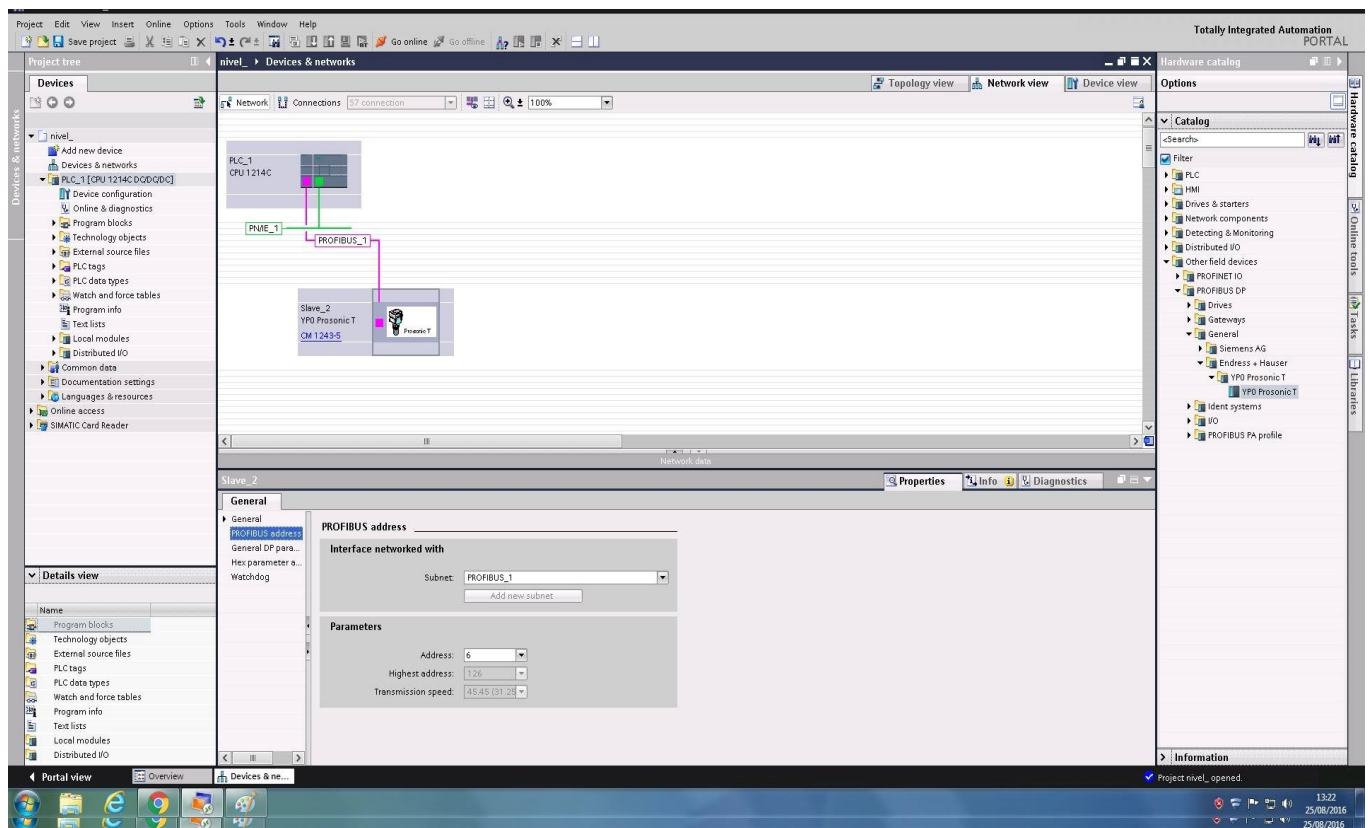 Project Edit View Insert Online Options Tools Window Help
Totally Integrated Automation
PORTAL
Save project Go online Go offline
Project tree
nivel_ Devices & networks
Hardware catalog
Devices
Topology view Network view Device view
Options
Network Connections 100%
nivel_
Add new device
Devices & networks
PLC_1 [CPU 1214C DC/DC/DC]
Device configuration
Online & diagnostics
Program blocks
Technology objects
External source files
PLC tags
PLC data types
Watch and force tables
Program info
Text lists
Local modules
Distributed I/O
Common data
Documentation settings
Languages & resources
Online access
SIMATIC Card Reader
Devices & networks
PLC_1
CPU 1214C
PN/IE_1
PROFIBUS_1
Slave_2
YP0 Prosonic T
CM 1243-5
Prosonic T
Network data
Catalog
<Search>
Filter
PLC
HMI
Drives & starters
Network components
Detecting & Monitoring
Distributed I/O
Other field devices
PROFINET IO
PROFIBUS DP
Drives
Gateways
General
Siemens AG
Endress + Hauser
YP0 Prosonic T
YP0 Prosonic T
Ident systems
I/O
PROFIBUS PA profile
Hardware catalog
Online tools
Tasks
Libraries
Slave_2
Properties Info Diagnostics
General
General
PROFIBUS address
General DP para...
Hex parameter a...
Watchdog
PROFIBUS address
Interface networked with
Subnet: PROFIBUS_1
Add new subnet
Parameters
Address: 6
Highest address: 126
Transmission speed: 45.45 (31.25
Details view
Name
Program blocks
Technology objects
External source files
PLC tags
PLC data types
Watch and force tables
Program info
Text lists
Local modules
Distributed I/O
Information
Portal view Overview Devices & ne...
Project nivel_ opened.
13:22
25/08/2016
25/08/2016